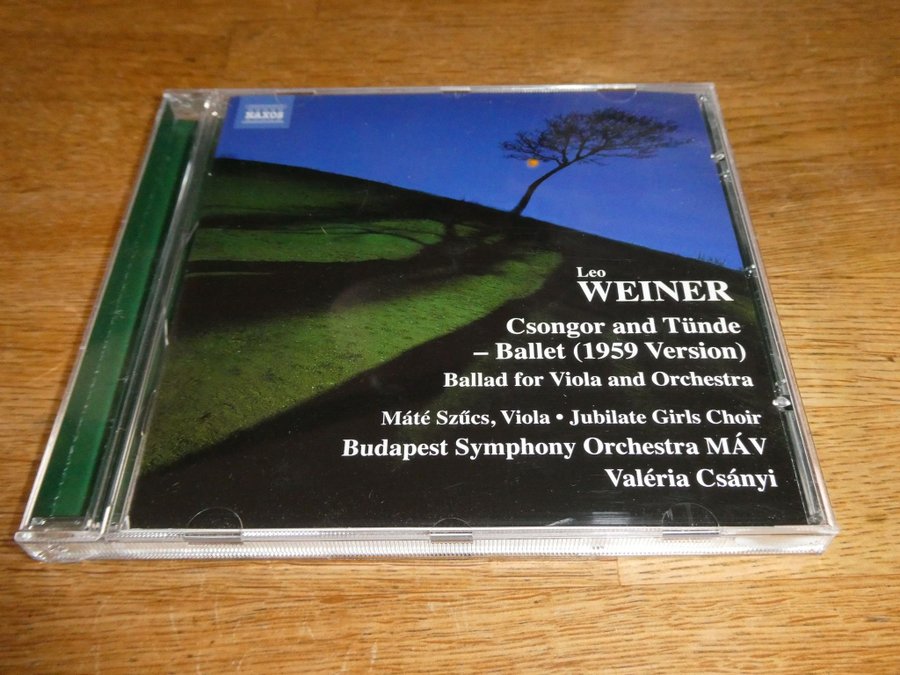 NAXOS
Leo
WEINER
Csongor and Tünde
– Ballet (1959 Version)
Ballad for Viola and Orchestra
Máté Szűcs, Viola • Jubilate Girls Choir
Budapest Symphony Orchestra MÁV
Valéria Csányi